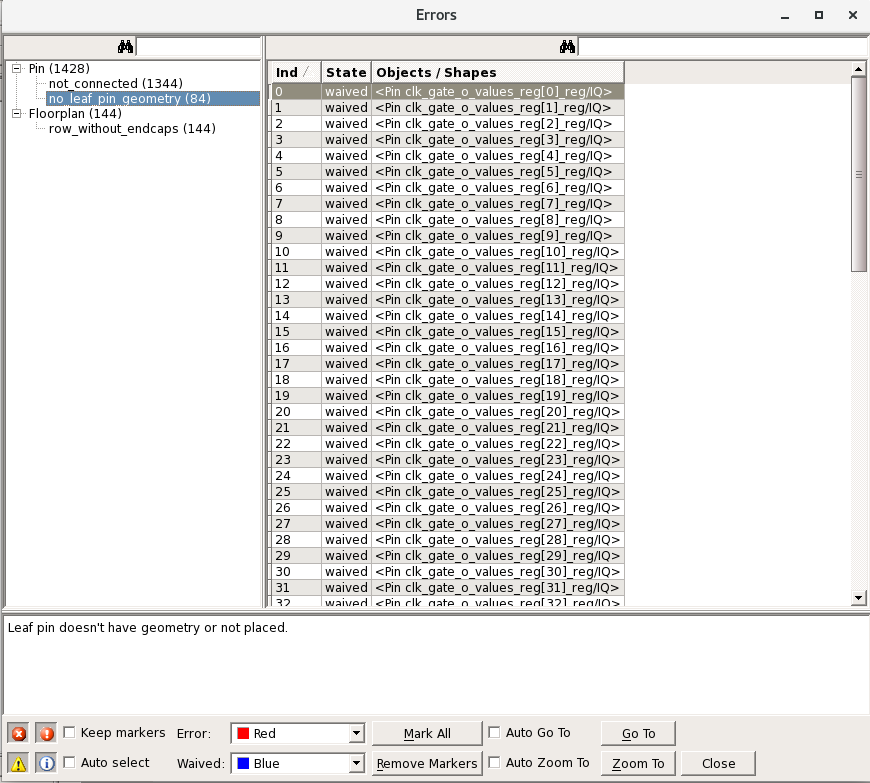 Errors
Pin (1428)
not_connected (1344)
no_leaf_pin_geometry (84)
Floorplan (144)
row_without_endcaps (144)
Ind State Objects / Shapes
0 waived <Pin clk_gate_o_values_reg[0]_reg/IQ>
1 waived <Pin clk_gate_o_values_reg[1]_reg/IQ>
2 waived <Pin clk_gate_o_values_reg[2]_reg/IQ>
3 waived <Pin clk_gate_o_values_reg[3]_reg/IQ>
4 waived <Pin clk_gate_o_values_reg[4]_reg/IQ>
5 waived <Pin clk_gate_o_values_reg[5]_reg/IQ>
6 waived <Pin clk_gate_o_values_reg[6]_reg/IQ>
7 waived <Pin clk_gate_o_values_reg[7]_reg/IQ>
8 waived <Pin clk_gate_o_values_reg[8]_reg/IQ>
9 waived <Pin clk_gate_o_values_reg[9]_reg/IQ>
10 waived <Pin clk_gate_o_values_reg[10]_reg/IQ>
11 waived <Pin clk_gate_o_values_reg[11]_reg/IQ>
12 waived <Pin clk_gate_o_values_reg[12]_reg/IQ>
13 waived <Pin clk_gate_o_values_reg[13]_reg/IQ>
14 waived <Pin clk_gate_o_values_reg[14]_reg/IQ>
15 waived <Pin clk_gate_o_values_reg[15]_reg/IQ>
16 waived <Pin clk_gate_o_values_reg[16]_reg/IQ>
17 waived <Pin clk_gate_o_values_reg[17]_reg/IQ>
18 waived <Pin clk_gate_o_values_reg[18]_reg/IQ>
19 waived <Pin clk_gate_o_values_reg[19]_reg/IQ>
20 waived <Pin clk_gate_o_values_reg[20]_reg/IQ>
21 waived <Pin clk_gate_o_values_reg[21]_reg/IQ>
22 waived <Pin clk_gate_o_values_reg[22]_reg/IQ>
23 waived <Pin clk_gate_o_values_reg[23]_reg/IQ>
24 waived <Pin clk_gate_o_values_reg[24]_reg/IQ>
25 waived <Pin clk_gate_o_values_reg[25]_reg/IQ>
26 waived <Pin clk_gate_o_values_reg[26]_reg/IQ>
27 waived <Pin clk_gate_o_values_reg[27]_reg/IQ>
28 waived <Pin clk_gate_o_values_reg[28]_reg/IQ>
29 waived <Pin clk_gate_o_values_reg[29]_reg/IQ>
30 waived <Pin clk_gate_o_values_reg[30]_reg/IQ>
31 waived <Pin clk_gate_o_values_reg[31]_reg/IQ>
32 waived <Pin clk_gate_o_values_reg[32]_reg/IQ>
Leaf pin doesn't have geometry or not placed.
Keep markers Error: Red Mark All Auto Go To Go To
Auto select Waived: Blue Remove Markers Auto Zoom To Zoom To Close